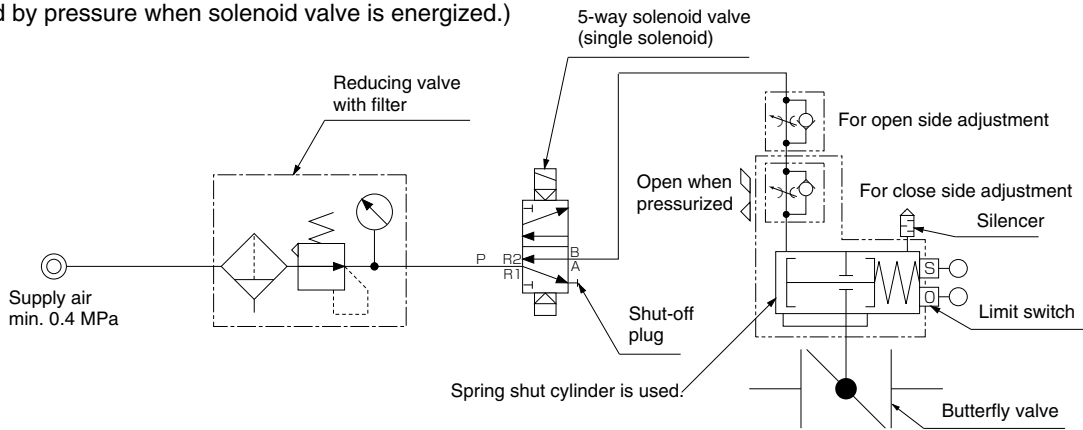 d by pressure when solenoid valve is energized.)
5-way solenoid valve
(single solenoid)
Reducing valve
with filter
For open side adjustment
Open when
pressurized
For close side adjustment
Silencer
P
R2
B
R1
A
S
O
Supply air
min. 0.4 MPa
Shut-off
plug
Limit switch
Spring shut cylinder is used.
Butterfly valve